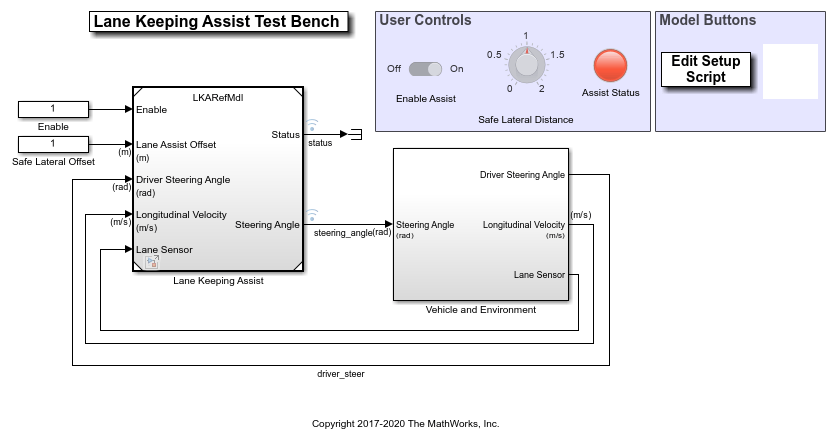 Lane Keeping Assist Test Bench
User Controls
Off
On
Enable Assist
0
0.5
1
1.5
2
Safe Lateral Distance
Assist Status
Model Buttons
Edit Setup
Script
1
Enable
1
Safe Lateral Offset
(m)
(rad)
(m/s)
LKARefMdl
Enable
Lane Assist Offset
(m)
Driver Steering Angle
(rad)
Longitudinal Velocity
(m/s)
Lane Sensor
Status
Steering Angle
Lane Keeping Assist
status
steering_angle
(rad)
Steering Angle
(rad)
Driver Steering Angle
Longitudinal Velocity
(m/s)
Lane Sensor
Vehicle and Environment
(m/s)
driver_steer
Copyright 2017-2020 The MathWorks, Inc.